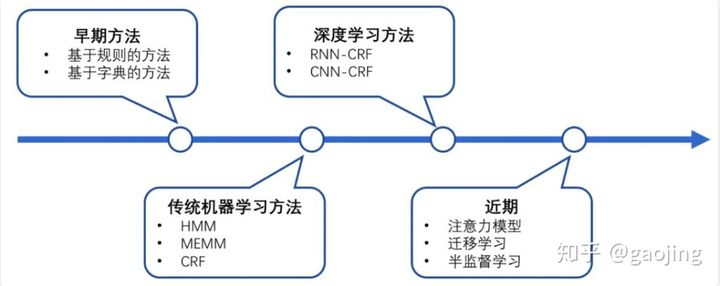 早期方法
• 基于规则的方法
• 基于字典的方法
深度学习方法
• RNN-CRF
• CNN-CRF
传统机器学习方法
• HMM
• MEMM
• CRF
近期
• 注意力模型
• 迁移学习
• 半监督学习
知乎 @gaojing